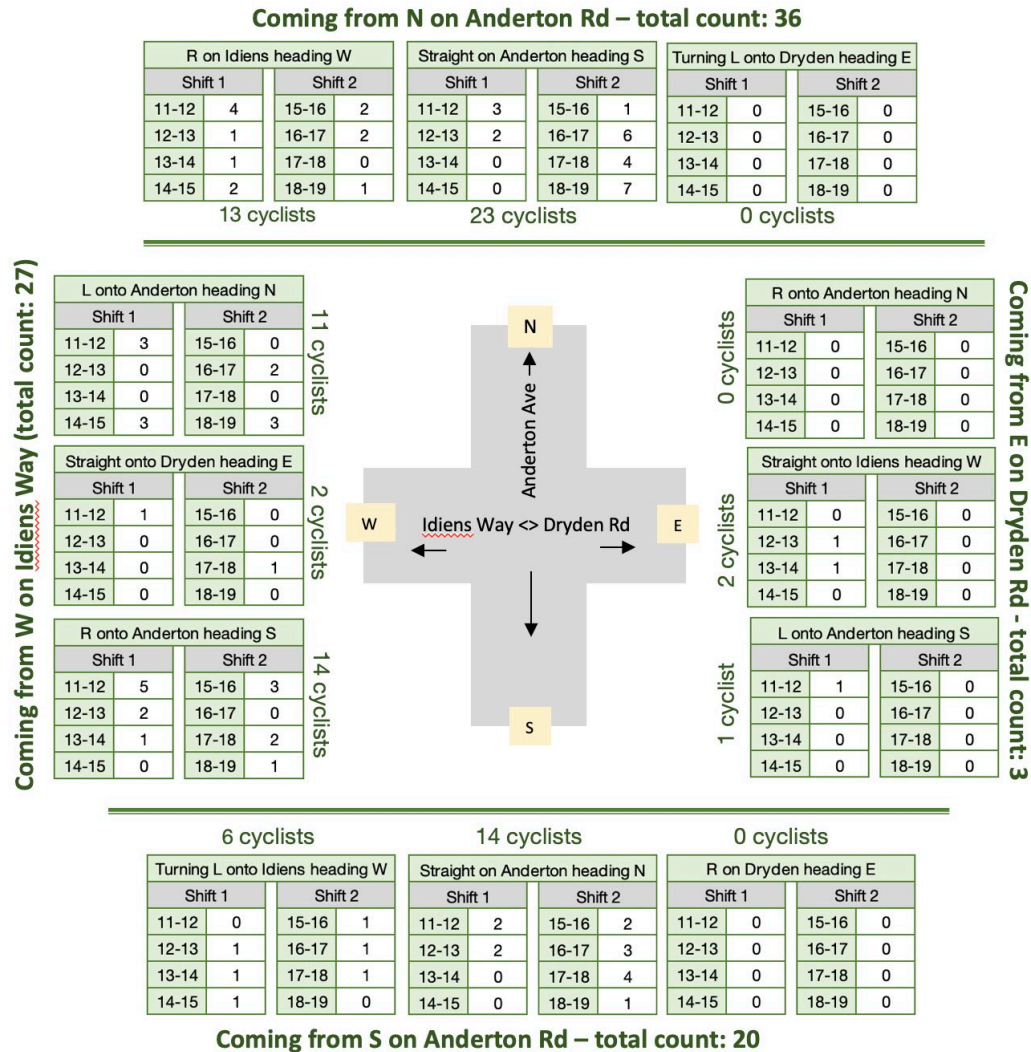 Coming from N on Anderton Rd – total count: 36
R on Idiens heading W
Shift 1 Shift 2
11-12 4 15-16 2
12-13 1 16-17 2
13-14 1 17-18 0
14-15 2 18-19 1
13 cyclists
Straight on Anderton heading S
Shift 1 Shift 2
11-12 3 15-16 1
12-13 2 16-17 6
13-14 0 17-18 4
14-15 0 18-19 7
23 cyclists
Turning L onto Dryden heading E
Shift 1 Shift 2
11-12 0 15-16 0
12-13 0 16-17 0
13-14 0 17-18 0
14-15 0 18-19 0
0 cyclists
Coming from W on Idiens Way (total count: 27)
L onto Anderton heading N
Shift 1 Shift 2
11-12 3 15-16 0
12-13 0 16-17 2
13-14 0 17-18 0
14-15 3 18-19 3
11 cyclists
Straight onto Dryden heading E
Shift 1 Shift 2
11-12 1 15-16 0
12-13 0 16-17 0
13-14 0 17-18 1
14-15 0 18-19 0
2 cyclists
R onto Anderton heading S
Shift 1 Shift 2
11-12 5 15-16 3
12-13 2 16-17 0
13-14 1 17-18 2
14-15 0 18-19 1
14 cyclists
N
Anderton Ave
W
Idiens Way <> Dryden Rd
E
S
Coming from E on Dryden Rd - total count: 3
0 cyclists
R onto Anderton heading N
Shift 1 Shift 2
11-12 0 15-16 0
12-13 0 16-17 0
13-14 0 17-18 0
14-15 0 18-19 0
2 cyclists
Straight onto Idiens heading W
Shift 1 Shift 2
11-12 0 15-16 0
12-13 1 16-17 0
13-14 1 17-18 0
14-15 0 18-19 0
1 cyclist
L onto Anderton heading S
Shift 1 Shift 2
11-12 1 15-16 0
12-13 0 16-17 0
13-14 0 17-18 0
14-15 0 18-19 0
6 cyclists
Turning L onto Idiens heading W
Shift 1 Shift 2
11-12 0 15-16 1
12-13 1 16-17 1
13-14 1 17-18 1
14-15 1 18-19 0
14 cyclists
Straight on Anderton heading N
Shift 1 Shift 2
11-12 2 15-16 2
12-13 2 16-17 3
13-14 0 17-18 4
14-15 0 18-19 1
0 cyclists
R on Dryden heading E
Shift 1 Shift 2
11-12 0 15-16 0
12-13 0 16-17 0
13-14 0 17-18 0
14-15 0 18-19 0
Coming from S on Anderton Rd – total count: 20